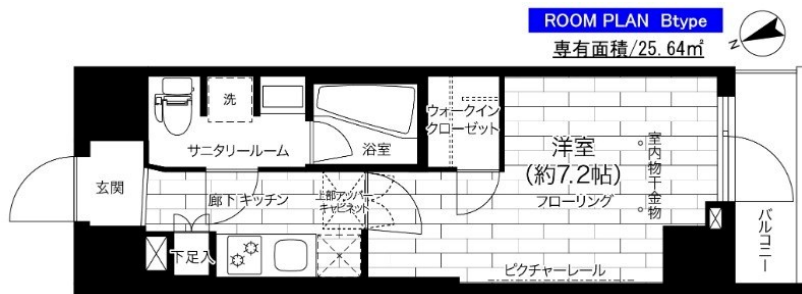 ROOM PLAN Btype
専有面積/25.64㎡
N
洗
サニタリールーム
浴室
ウォークイン
クローゼット
洋室
(約7.2帖)
フローリング
室内物干金物
玄関
廊下
キッチン
上部アッパー
キャビネット
下足入
ピクチャーレール
バルコニー